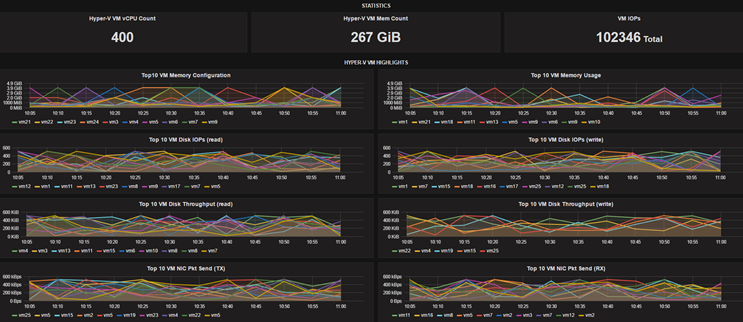 STATISTICS
Hyper-V VM vCPU Count
400
Hyper-V VM Mem Count
267 GiB
VM IOPs
102346 Total
HYPER-V VM HIGHLIGHTS
Top10 VM Memory Configuration
4.9 GiB
3.9 GiB
2.9 GiB
2.0 GiB
1000 MiB
0 MiB
10:05 10:10 10:15 10:20 10:25 10:30 10:35 10:40 10:45 10:50 10:55 11:00
vm21 vm22 vm23 vm24 vm3 vm4 vm5 vm6 vm7 vm9
Top 10 VM Memory Usage
4.9 GiB
3.9 GiB
2.9 GiB
2.0 GiB
1000 MiB
0 MiB
10:05 10:10 10:15 10:20 10:25 10:30 10:35 10:40 10:45 10:50 10:55 11:00
vm1 vm21 vm18 vm11 vm13 vm5 vm6 vm9 vm10
Top 10 VM Disk IOPs (read)
600
400
200
0
10:10 10:15 10:20 10:25 10:30 10:35 10:40 10:45 10:50 10:55 11:00
vm12 vm1 vm11 vm13 vm23 vm8 vm9 vm17 vm7 vm5
Top 10 VM Disk IOPs (write)
600
400
200
0
10:10 10:15 10:20 10:25 10:30 10:35 10:40 10:45 10:50 10:55 11:00
vm1 vm7 vm15 vm18 vm16 vm17 vm25 vm12 vm25 vm18
Top 10 VM Disk Throughput (read)
600 KiB
400 KiB
200 KiB
0 KiB
10:05 10:10 10:15 10:20 10:25 10:30 10:35 10:40 10:45 10:50 10:55 11:00
vm4 vm3 vm13 vm11 vm15 vm6 vm10 vm8 vm2 vm7
Top 10 VM Disk Throughput (write)
600 KiB
400 KiB
200 KiB
0 KiB
10:05 10:10 10:15 10:20 10:25 10:30 10:35 10:40 10:45 10:50 10:55 11:00
vm22 vm4 vm8 vm15 vm25
Top 10 VM NIC Pkt Send (TX)
600 kBps
400 kBps
200 kBps
0 Bps
10:05 10:10 10:15 10:20 10:25 10:30 10:35 10:40 10:45 10:50 10:55 11:00
vm25 vm5 vm15 vm2 vm5 vm19 vm23 vm4 vm22 vm5
Top 10 VM NIC Pkt Send (RX)
600 kBps
400 kBps
200 kBps
0 Bps
10:05 10:10 10:15 10:20 10:25 10:30 10:35 10:40 10:45 10:50 10:55 11:00
vm11 vm16 vm8 vm5 vm7 vm2 vm3 vm7 vm12 vm2